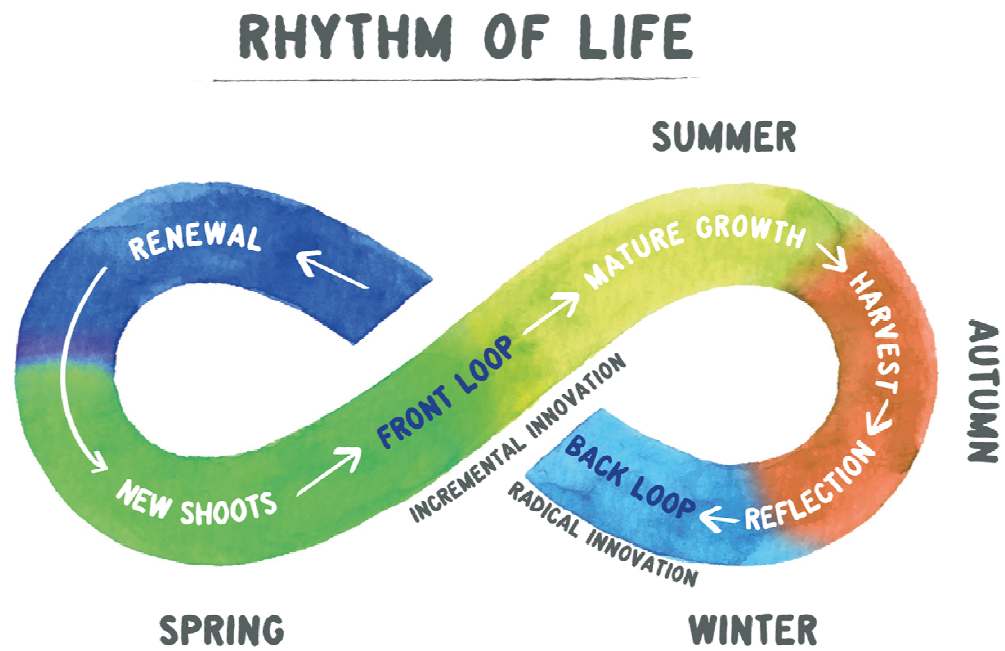 RHYTHM OF LIFE
SUMMER
RENEWAL
MATURE GROWTH
HARVEST
AUTUMN
FRONT LOOP
INCREMENTAL INNOVATION
BACK LOOP
RADICAL INNOVATION
REFLECTION
NEW SHOOTS
SPRING
WINTER